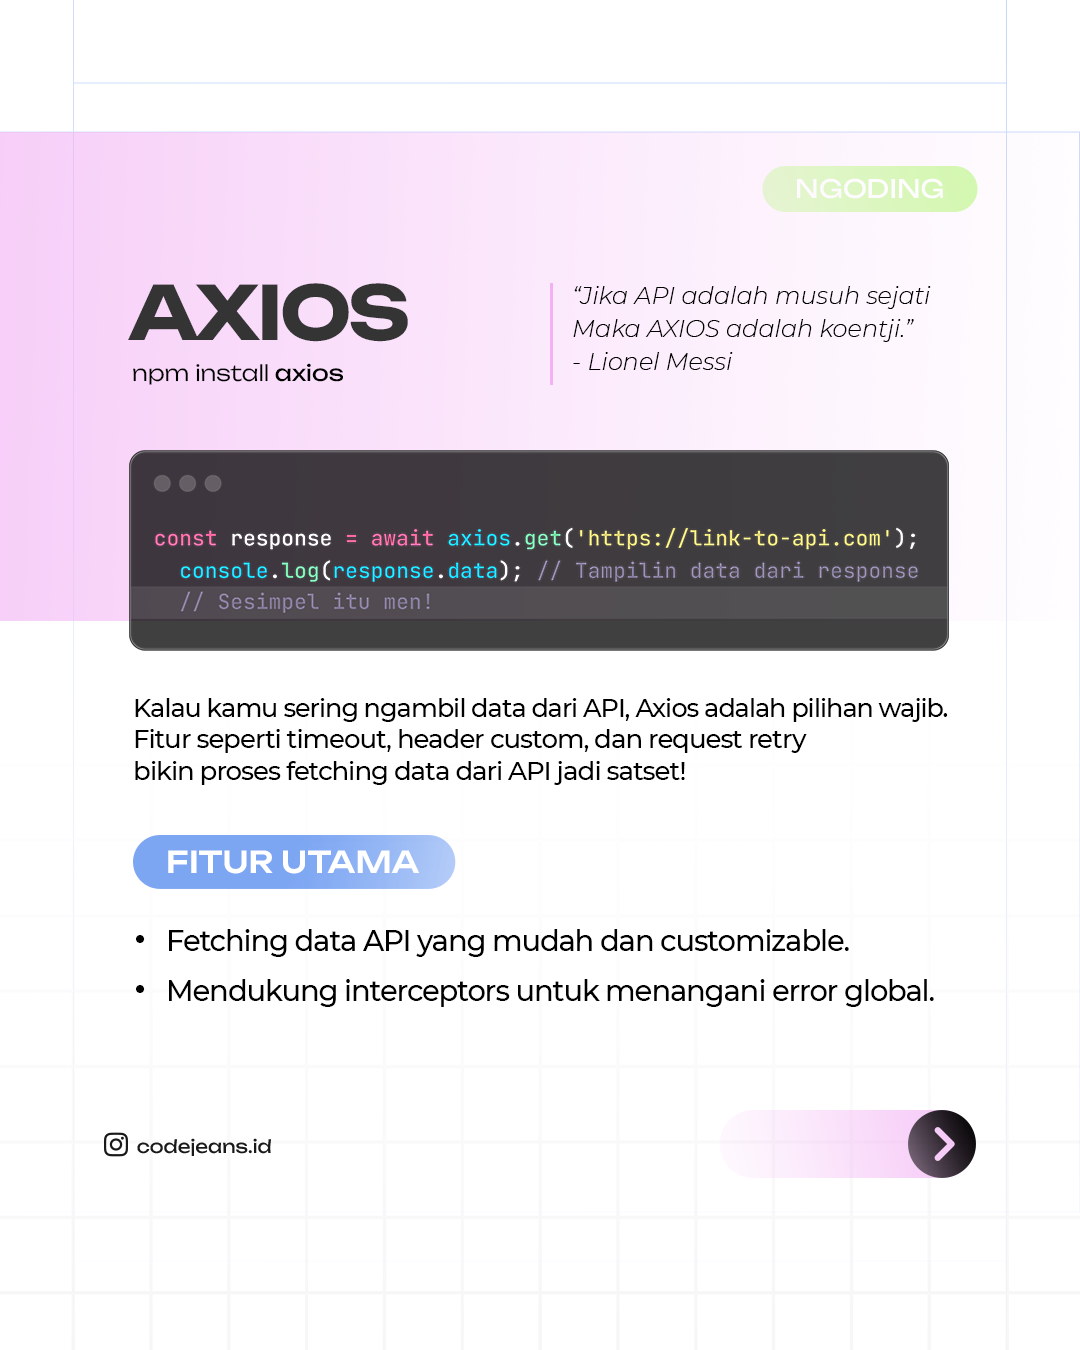 NGODING
AXIOS
npm install axios
“Jika API adalah musuh sejati
Maka AXIOS adalah koentji.”
- Lionel Messi
const response = await axios.get('https://link-to-api.com');
console.log(response.data); // Tampilin data dari response
// Sesimpel itu men!
Kalau kamu sering ngambil data dari API, Axios adalah pilihan wajib.
Fitur seperti timeout, header custom, dan request retry
bikin proses fetching data dari API jadi satset!
FITUR UTAMA
• Fetching data API yang mudah dan customizable.
• Mendukung interceptors untuk menangani error global.
codejeans.id